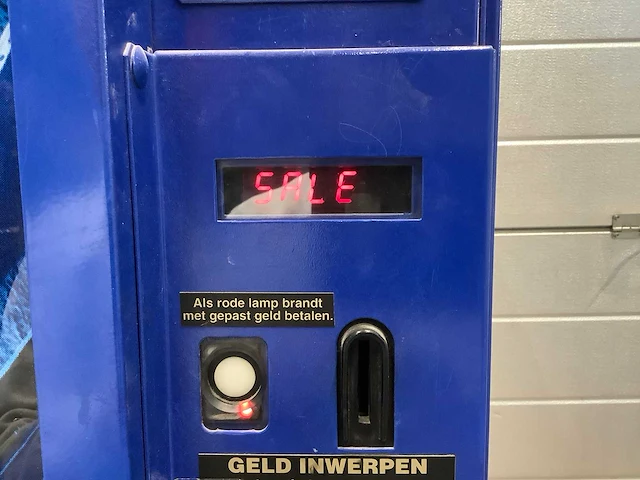 SALE
Als rode lamp brandt
met gepast geld betalen.
GELD INWERPEN